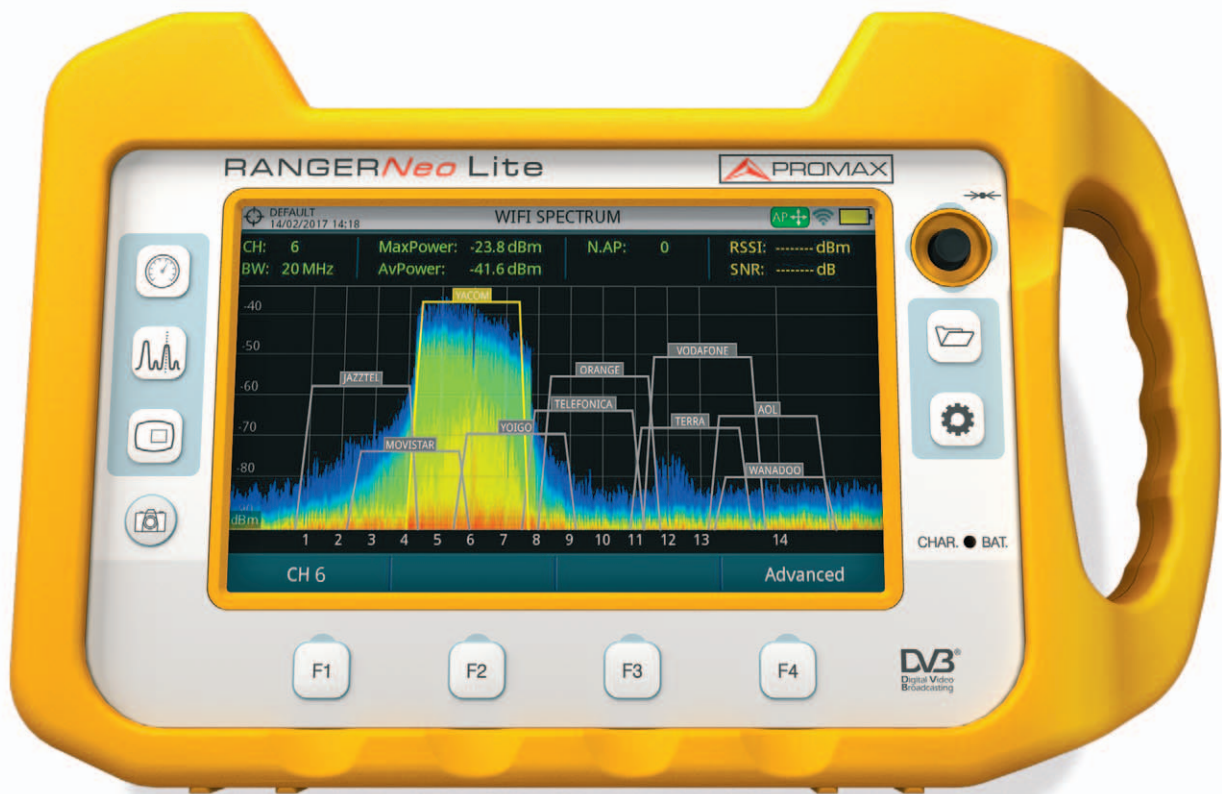 RANGERNeo Lite
PROMAX
DEFAULT
14/02/2017 14:18
WIFI SPECTRUM
AP
CH: 6
MaxPower: -23.8 dBm
N.AP: 0
RSSI: -------- dBm
BW: 20 MHz
AvPower: -41.6 dBm
SNR: -------- dB
YACOM
-40
-50
VODAFONE
ORANGE
JAZZTEL
-60
TELEFONICA
AOL
-70
YOIGO
TERRA
MOVISTAR
-80
WANADOO
dBm
1 2 3 4 5 6 7 8 9 10 11 12 13 14
CHAR. BAT.
CH 6
Advanced
F1
F2
F3
F4
DVB®
Digital Video
Broadcasting